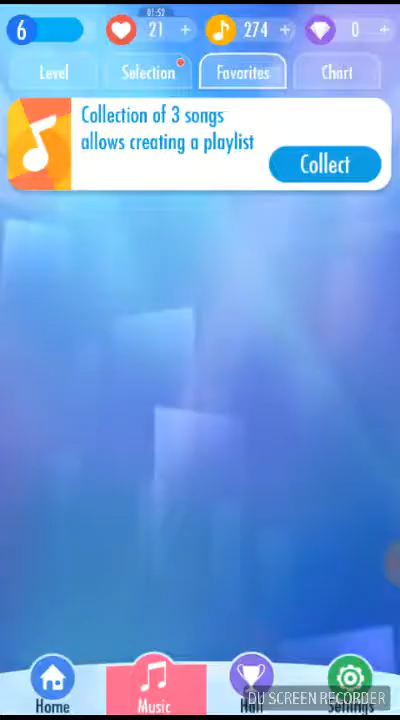 01:52
6
21
+
274
+
0
+
Level
Selection
Favorites
Chart
Collection of 3 songs
allows creating a playlist
Collect
Home
Music
DU SCREEN RECORDER